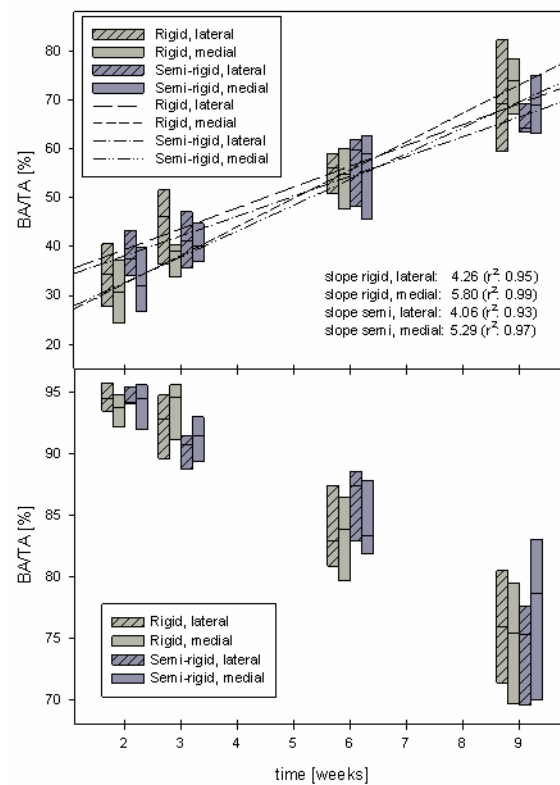 80
70
60
50
40
30
20
BA/TA [%]
Rigid, lateral
Rigid, medial
Semi-rigid, lateral
Semi-rigid, medial
Rigid, lateral
Rigid, medial
Semi-rigid, lateral
Semi-rigid, medial
slope rigid, lateral: 4.26 (r²: 0.95)
slope rigid, medial: 5.80 (r²: 0.99)
slope semi, lateral: 4.06 (r²: 0.93)
slope semi, medial: 5.29 (r²: 0.97)
95
90
85
80
75
70
BA/TA [%]
Rigid, lateral
Rigid, medial
Semi-rigid, lateral
Semi-rigid, medial
2 3 4 5 6 7 8 9
time [weeks]